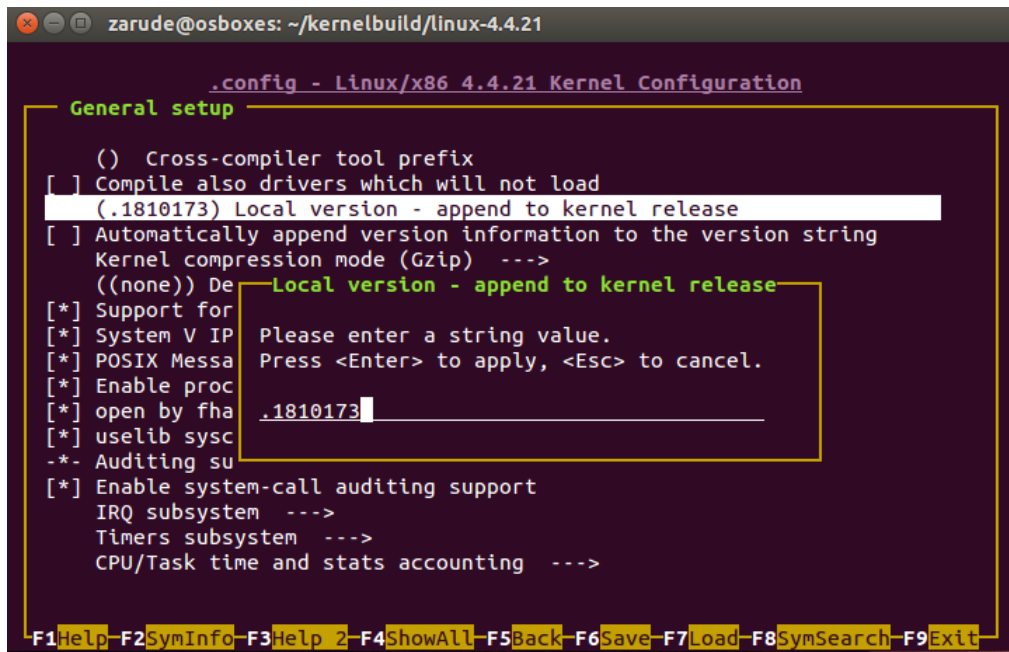 zarude@osboxes: ~/kernelbuild/linux-4.4.21
.config - Linux/x86 4.4.21 Kernel Configuration
General setup
() Cross-compiler tool prefix
[ ] Compile also drivers which will not load
(.1810173) Local version - append to kernel release
[ ] Automatically append version information to the version string
Kernel compression mode (Gzip) --->
((none)) De
Local version - append to kernel release
[*] Support for
[*] System V IP
Please enter a string value.
[*] POSIX Messa
Press <Enter> to apply, <Esc> to cancel.
[*] Enable proc
[*] open by fha
.1810173
[*] uselib sysc
-*- Auditing su
[*] Enable system-call auditing support
IRQ subsystem --->
Timers subsystem --->
CPU/Task time and stats accounting --->
F1Help F2SymInfo F3Help 2 F4ShowAll F5Back F6Save F7Load F8SymSearch F9Exit